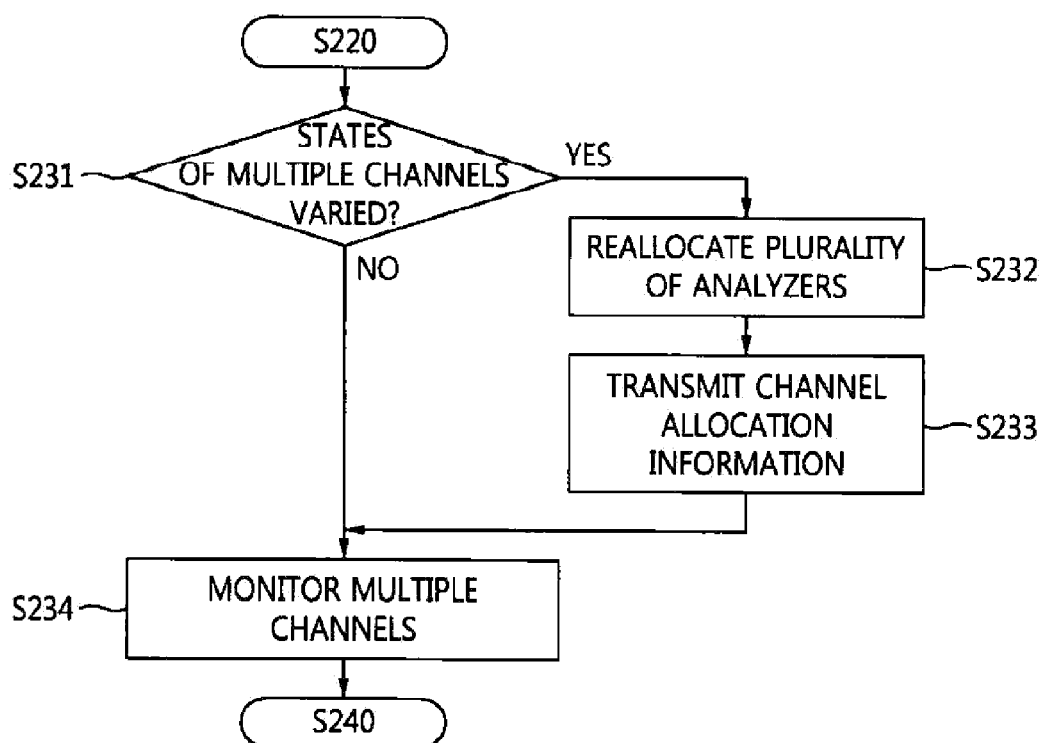 S220
S231
STATES
OF MULTIPLE CHANNELS
VARIED?
YES
NO
REALLOCATE PLURALITY
OF ANALYZERS
S232
TRANSMIT CHANNEL
ALLOCATION
INFORMATION
S233
S234
MONITOR MULTIPLE
CHANNELS
S240